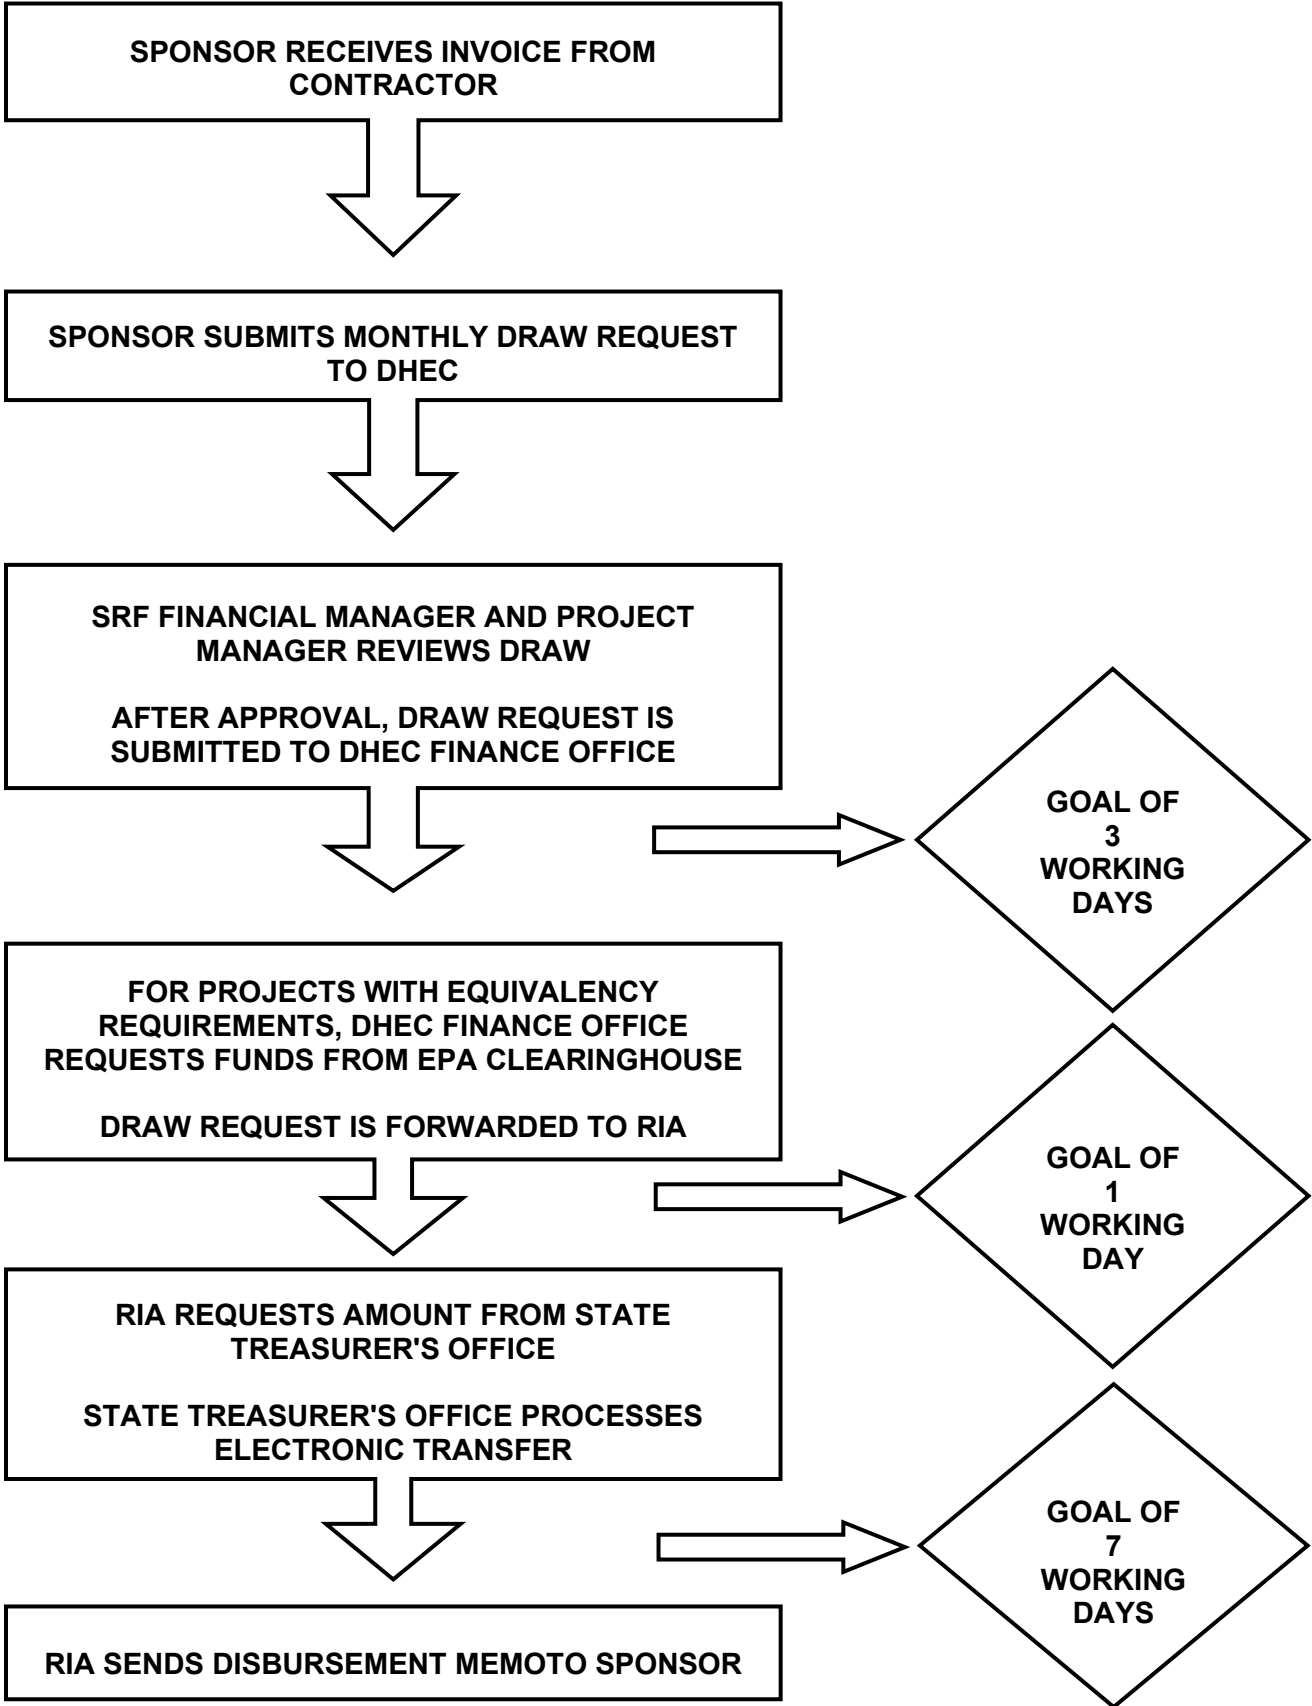 SPONSOR RECEIVES INVOICE FROM
CONTRACTOR
SPONSOR SUBMITS MONTHLY DRAW REQUEST
TO DHEC
SRF FINANCIAL MANAGER AND PROJECT
MANAGER REVIEWS DRAW
AFTER APPROVAL, DRAW REQUEST IS
SUBMITTED TO DHEC FINANCE OFFICE
GOAL OF
3
WORKING
DAYS
FOR PROJECTS WITH EQUIVALENCY
REQUIREMENTS, DHEC FINANCE OFFICE
REQUESTS FUNDS FROM EPA CLEARINGHOUSE
DRAW REQUEST IS FORWARDED TO RIA
GOAL OF
1
WORKING
DAY
RIA REQUESTS AMOUNT FROM STATE
TREASURER'S OFFICE
STATE TREASURER'S OFFICE PROCESSES
ELECTRONIC TRANSFER
GOAL OF
7
WORKING
DAYS
RIA SENDS DISBURSEMENT MEMOTO SPONSOR